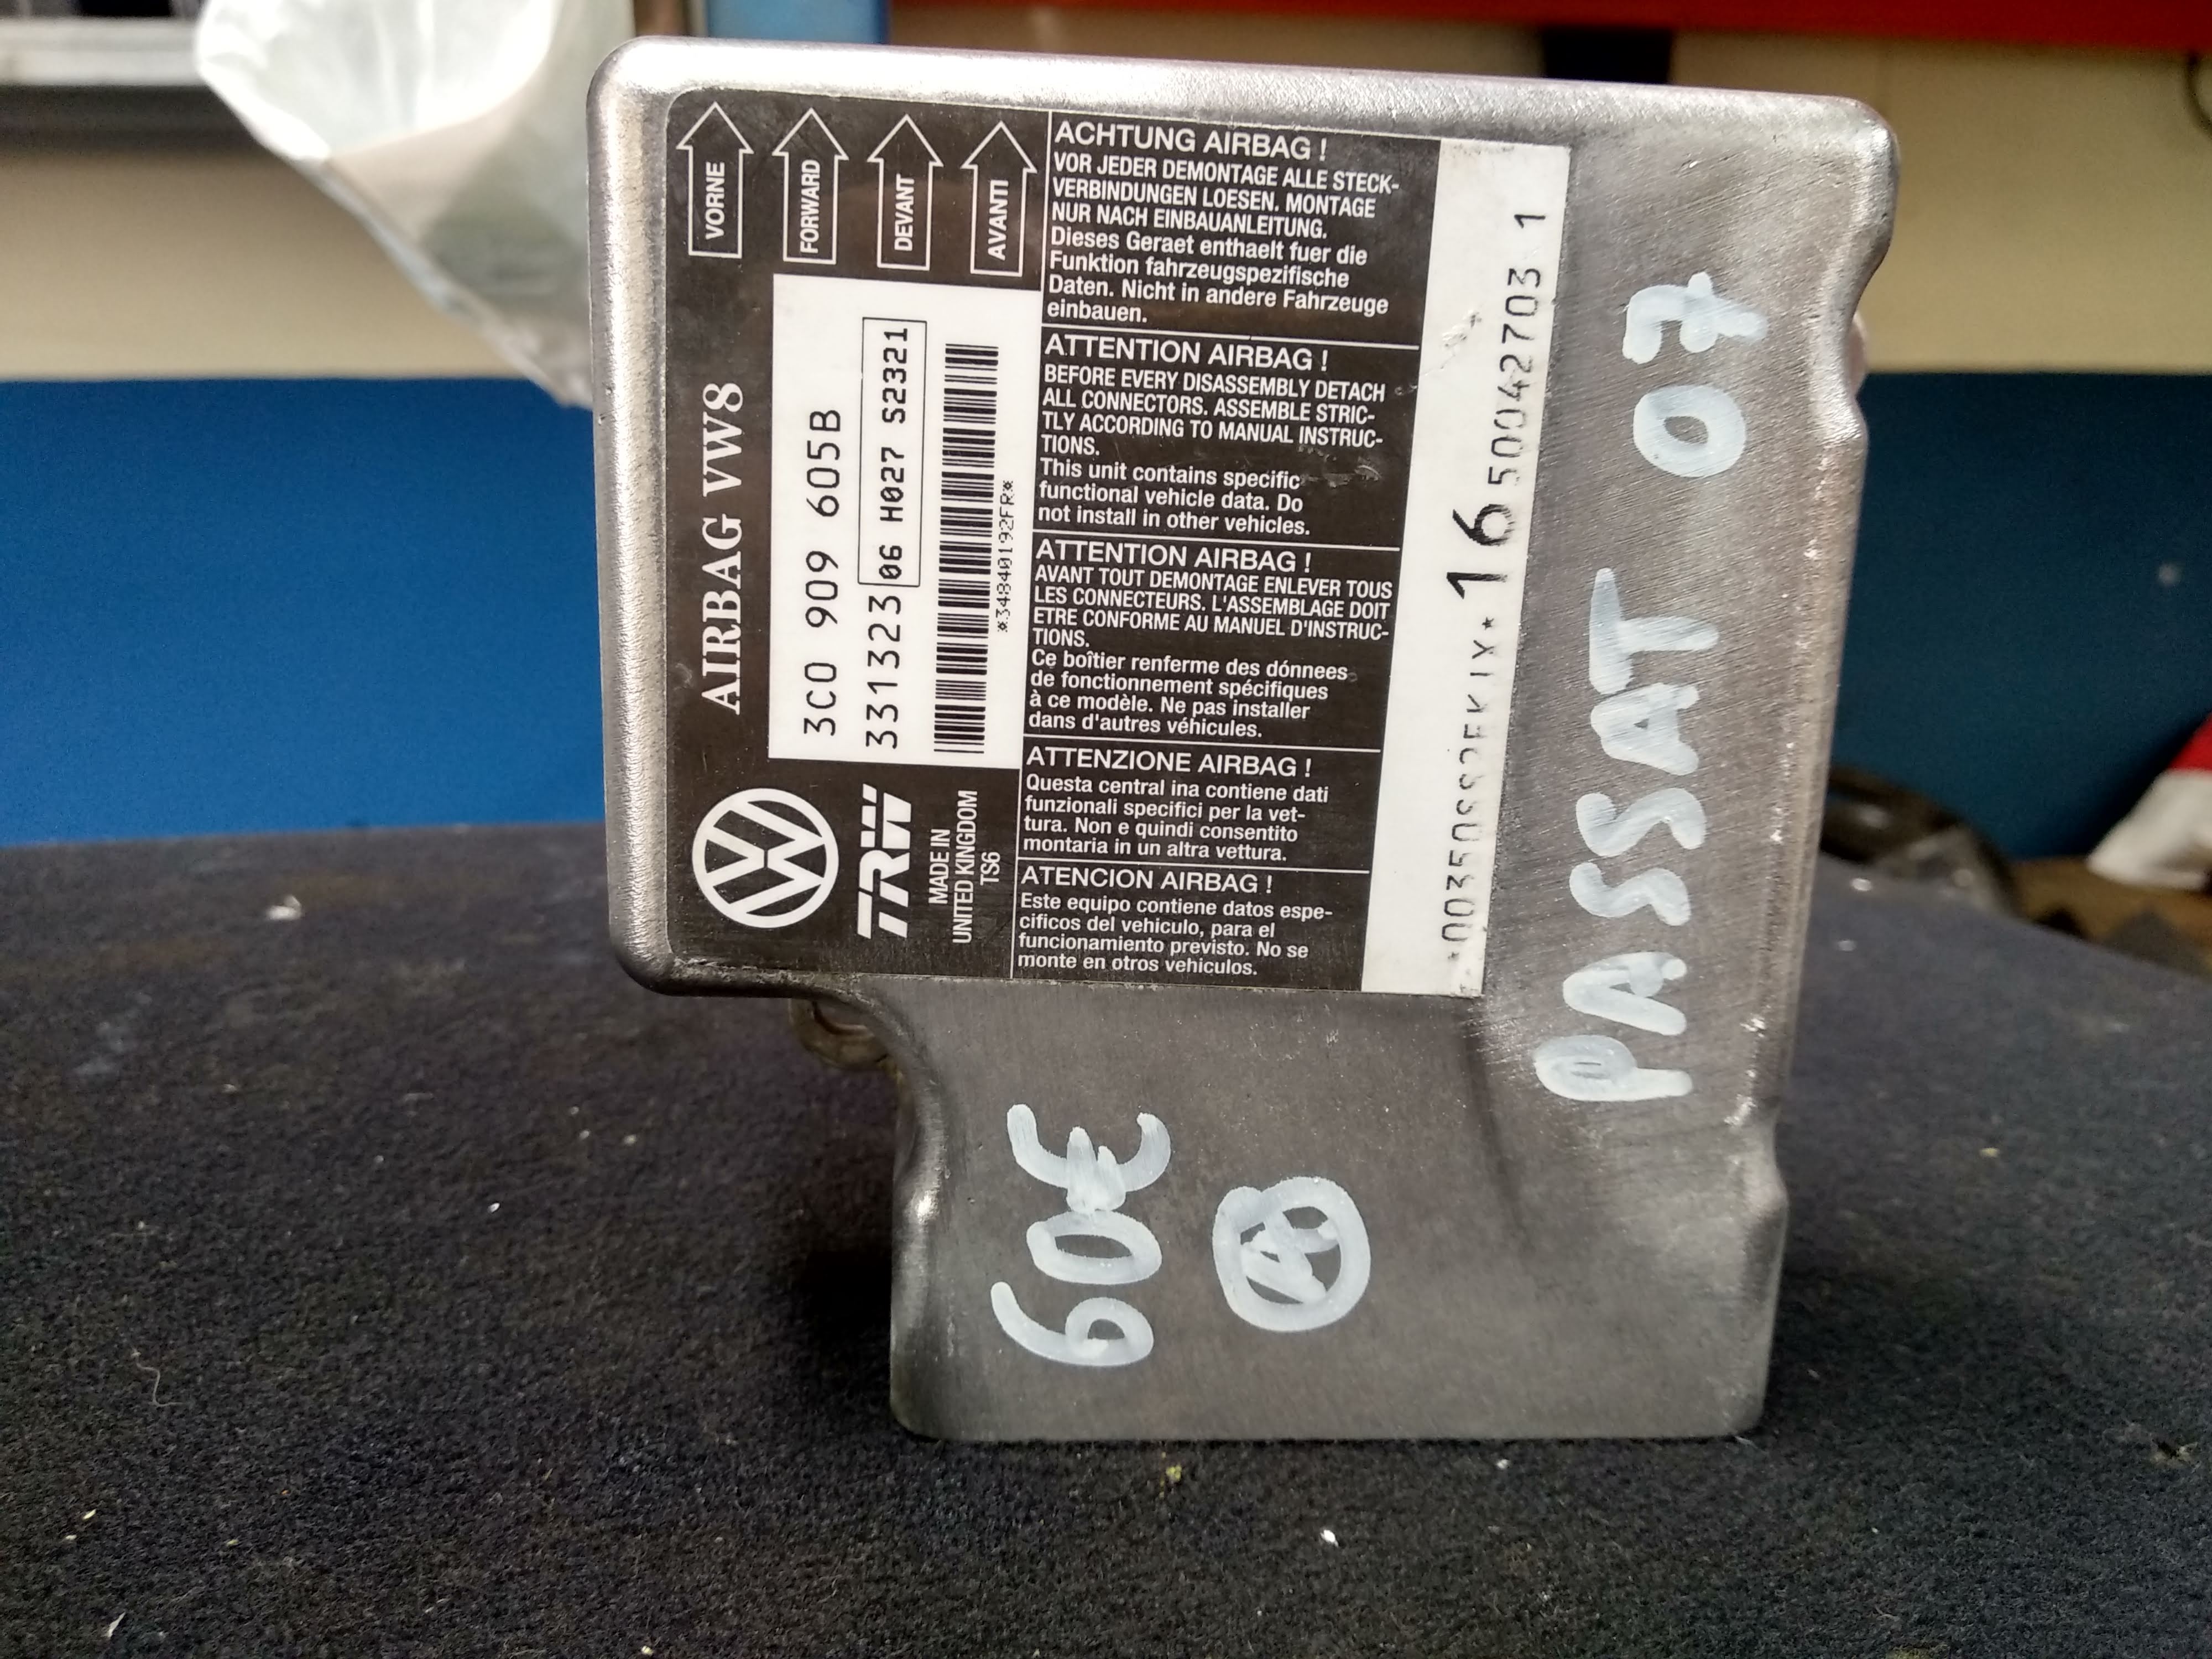 VORNE
FORWARD
DEVANT
AVANTI
AIRBAG VW8
3C0 909 605B
3313323 06 H027 S2321
*34840192FR*
TRW
MADE IN
UNITED KINGDOM
TS6
ACHTUNG AIRBAG !
VOR JEDER DEMONTAGE ALLE STECK-
VERBINDUNGEN LOESEN. MONTAGE
NUR NACH EINBAUANLEITUNG.
Dieses Geraet enthaelt fuer die
Funktion fahrzeugspezifische
Daten. Nicht in andere Fahrzeuge
einbauen.
ATTENTION AIRBAG !
BEFORE EVERY DISASSEMBLY DETACH
ALL CONNECTORS. ASSEMBLE STRIC-
TLY ACCORDING TO MANUAL INSTRUC-
TIONS.
This unit contains specific
functional vehicle data. Do
not install in other vehicles.
ATTENTION AIRBAG !
AVANT TOUT DEMONTAGE ENLEVER TOUS
LES CONNECTEURS. L'ASSEMBLAGE DOIT
ETRE CONFORME AU MANUEL D'INSTRUC-
TIONS.
Ce boîtier renferme des dónnees
de fonctionnement spécifiques
à ce modèle. Ne pas installer
dans d'autres véhicules.
ATTENZIONE AIRBAG !
Questa central ina contiene dati
funzionali specifici per la vet-
tura. Non e quindi consentito
montaria in un altra vettura.
ATENCION AIRBAG !
Este equipo contiene datos espe-
cificos del vehiculo, para el
funcionamiento previsto. No se
monte en otros vehiculos.
16 50042703 1
PASSAT 07
60€